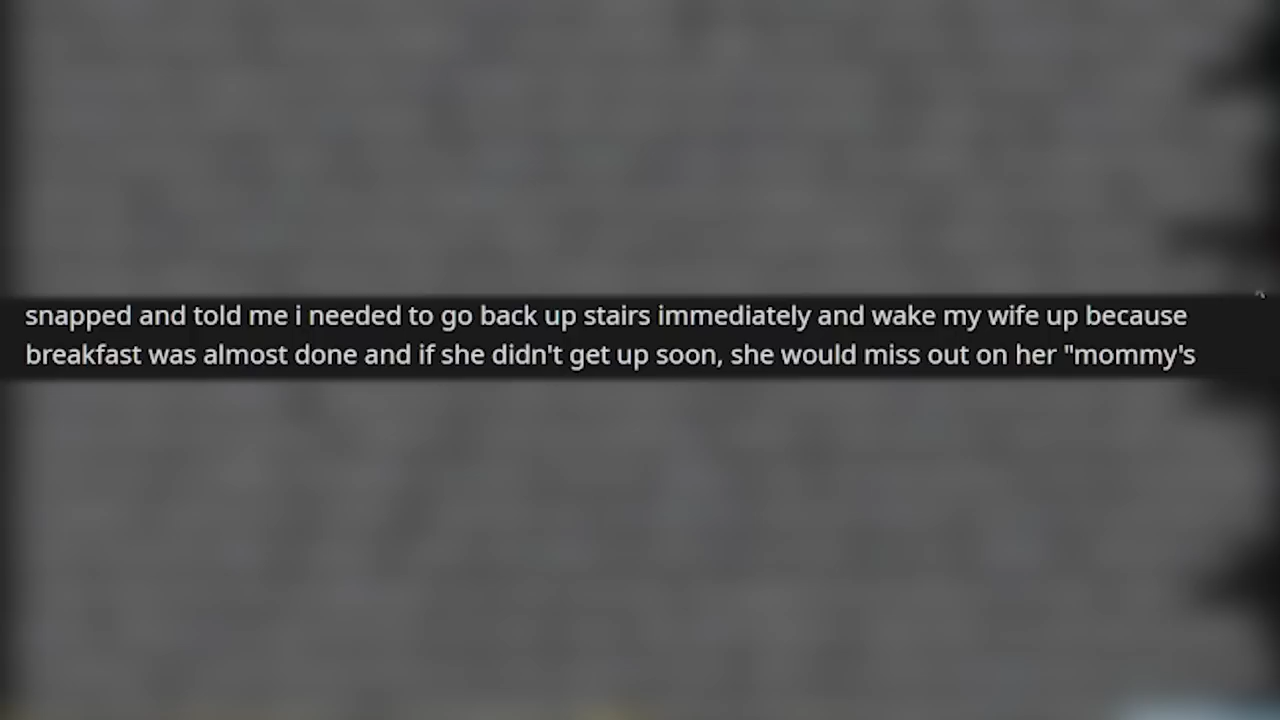 snapped and told me i needed to go back up stairs immediately and wake my wife up because
breakfast was almost done and if she didn't get up soon, she would miss out on her "mommy's